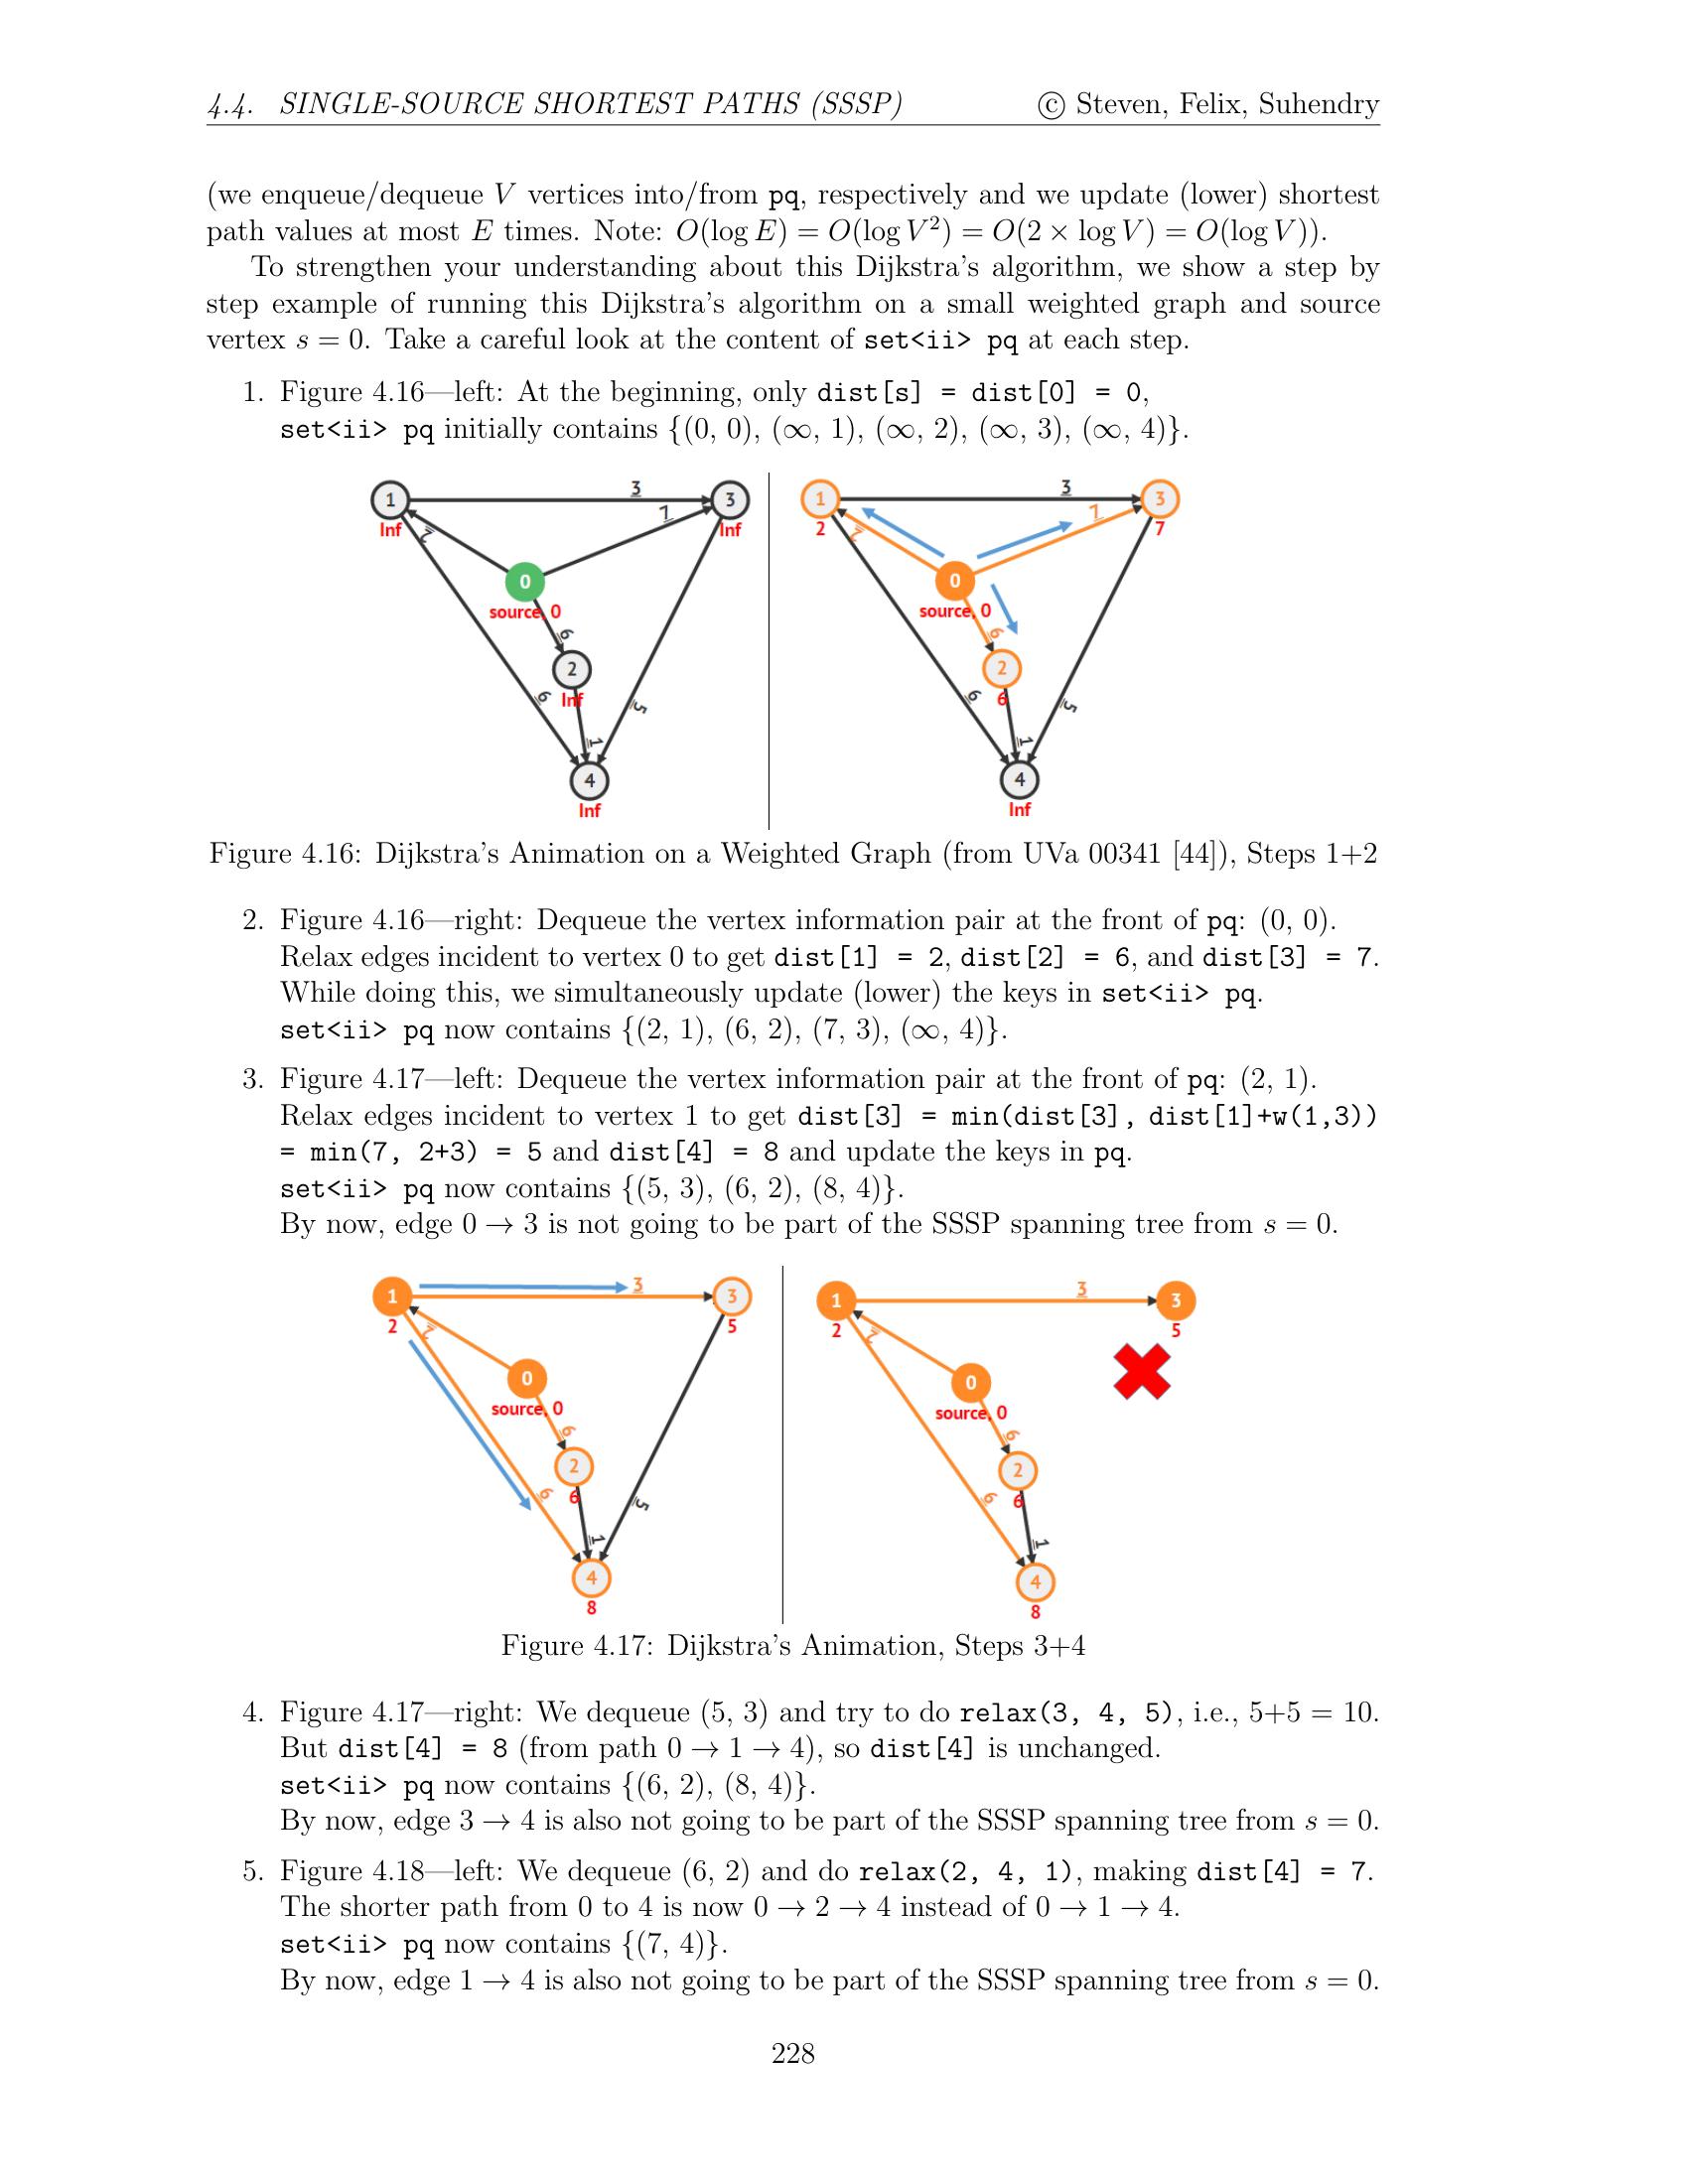 4.4. SINGLE-SOURCE SHORTEST PATHS (SSSP) © Steven, Felix, Suhendry
(we enqueue/dequeue V vertices into/from pq, respectively and we update (lower) shortest
path values at most E times. Note: O(log E) = O(log V²) = O(2 × log V) = O(log V)).
To strengthen your understanding about this Dijkstra's algorithm, we show a step by
step example of running this Dijkstra's algorithm on a small weighted graph and source
vertex s = 0. Take a careful look at the content of set<ii> pq at each step.
1. Figure 4.16—left: At the beginning, only dist[s] = dist[0] = 0,
set<ii> pq initially contains {(0, 0), (∞, 1), (∞, 2), (∞, 3), (∞, 4)}.
1 3 3
Inf 2 7 Inf
0
source, 0
6
2
6 Inf 5
1
4
Inf
1 3 3
2 2 7 7
0
source, 0
6
2
6 6 5
1
4
Inf
Figure 4.16: Dijkstra's Animation on a Weighted Graph (from UVa 00341 [44]), Steps 1+2
2. Figure 4.16—right: Dequeue the vertex information pair at the front of pq: (0, 0).
Relax edges incident to vertex 0 to get dist[1] = 2, dist[2] = 6, and dist[3] = 7.
While doing this, we simultaneously update (lower) the keys in set<ii> pq.
set<ii> pq now contains {(2, 1), (6, 2), (7, 3), (∞, 4)}.
3. Figure 4.17—left: Dequeue the vertex information pair at the front of pq: (2, 1).
Relax edges incident to vertex 1 to get dist[3] = min(dist[3], dist[1]+w(1,3))
= min(7, 2+3) = 5 and dist[4] = 8 and update the keys in pq.
set<ii> pq now contains {(5, 3), (6, 2), (8, 4)}.
By now, edge 0 → 3 is not going to be part of the SSSP spanning tree from s = 0.
1 3 3
2 2 5
0
source, 0
6
2
6 6 5
1
4
8
1 3 3
2 2 5
0
source, 0
6
2
6 6
1
4
8
Figure 4.17: Dijkstra's Animation, Steps 3+4
4. Figure 4.17—right: We dequeue (5, 3) and try to do relax(3, 4, 5), i.e., 5+5 = 10.
But dist[4] = 8 (from path 0 → 1 → 4), so dist[4] is unchanged.
set<ii> pq now contains {(6, 2), (8, 4)}.
By now, edge 3 → 4 is also not going to be part of the SSSP spanning tree from s = 0.
5. Figure 4.18—left: We dequeue (6, 2) and do relax(2, 4, 1), making dist[4] = 7.
The shorter path from 0 to 4 is now 0 → 2 → 4 instead of 0 → 1 → 4.
set<ii> pq now contains {(7, 4)}.
By now, edge 1 → 4 is also not going to be part of the SSSP spanning tree from s = 0.
228